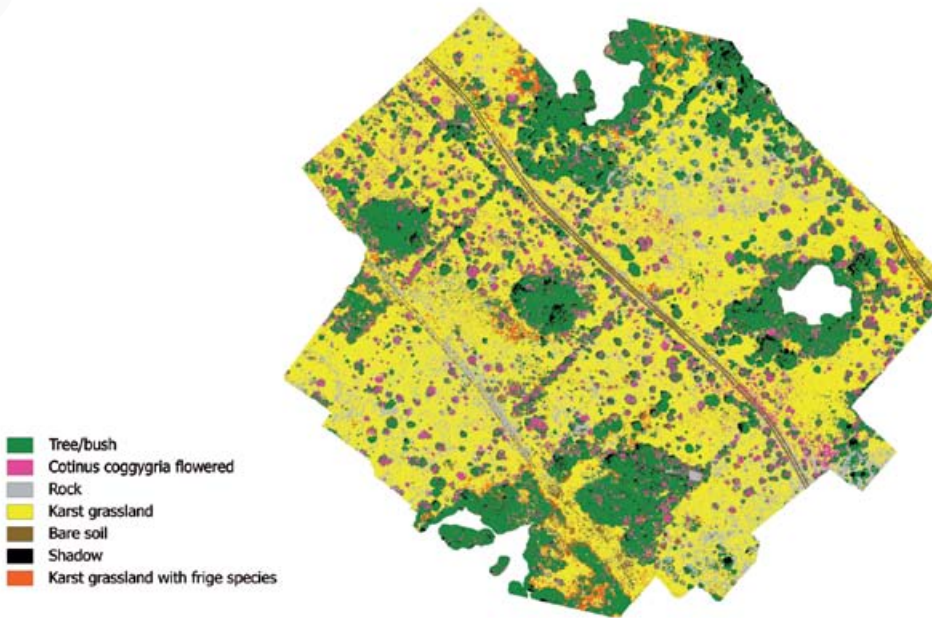 Tree/bush
Cotinus coggygria flowered
Rock
Karst grassland
Bare soil
Shadow
Karst grassland with frige species